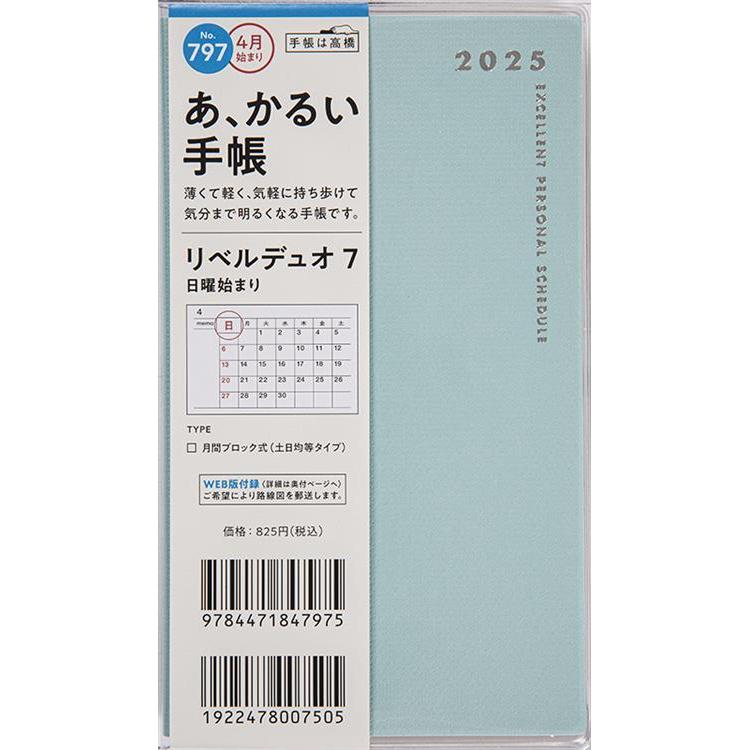 No.
797
4月
始まり
手帳は高橋
あ、かるい
手帳
薄くて軽く、気軽に持ち歩けて
気分まで明るくなる手帳です。
リベルデュオ 7
日曜始まり
4
memo 日 月 火 水 木 金 土
1 2 3 4 5
6 7 8 9 10 11 12
13 14 15 16 17 18 19
20 21 22 23 24 25 26
27 28 29 30
TYPE
□ 月間ブロック式(土日均等タイプ)
WEB版付録〈詳細は奥付ページへ〉
ご希望により路線図を郵送します。
価格:825円(税込)
9784471847975
1922478007505
2025
EXCELLENT PERSONAL SCHEDULE